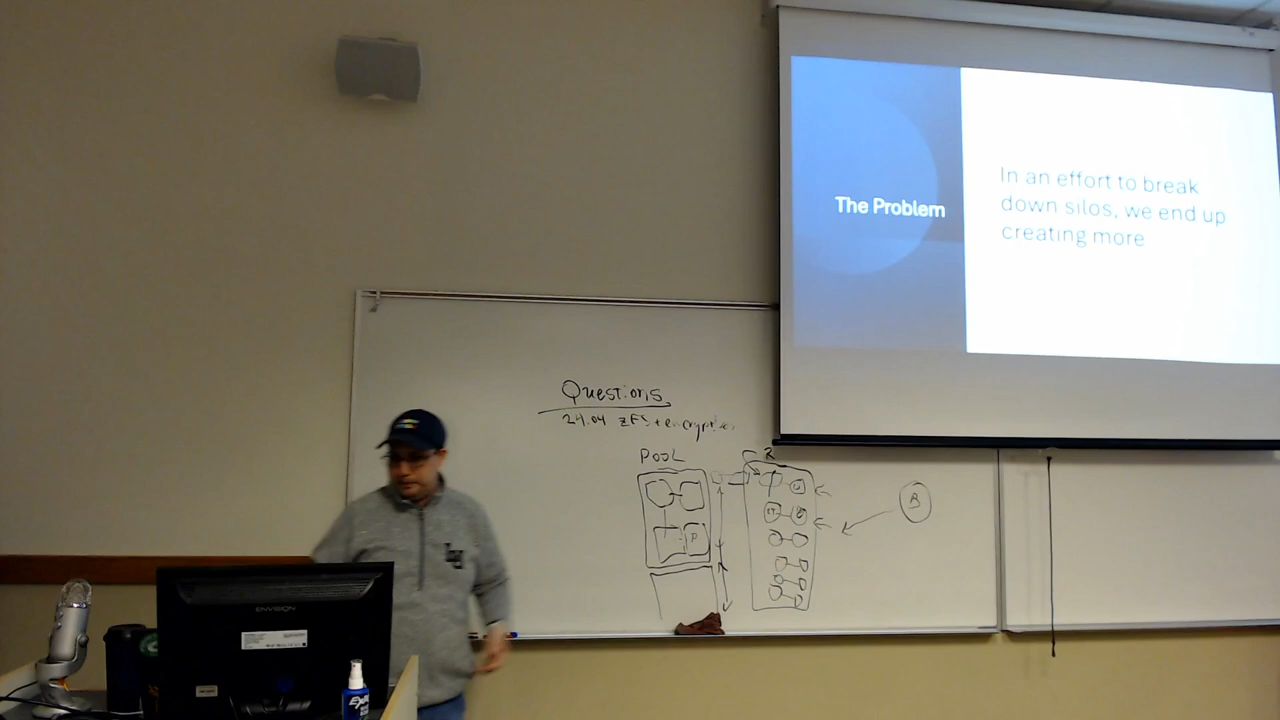 The Problem
In an effort to break
down silos, we end up
creating more
Questions
24.04 ZFS + encryption
POOL
R
B
P
ENVISION